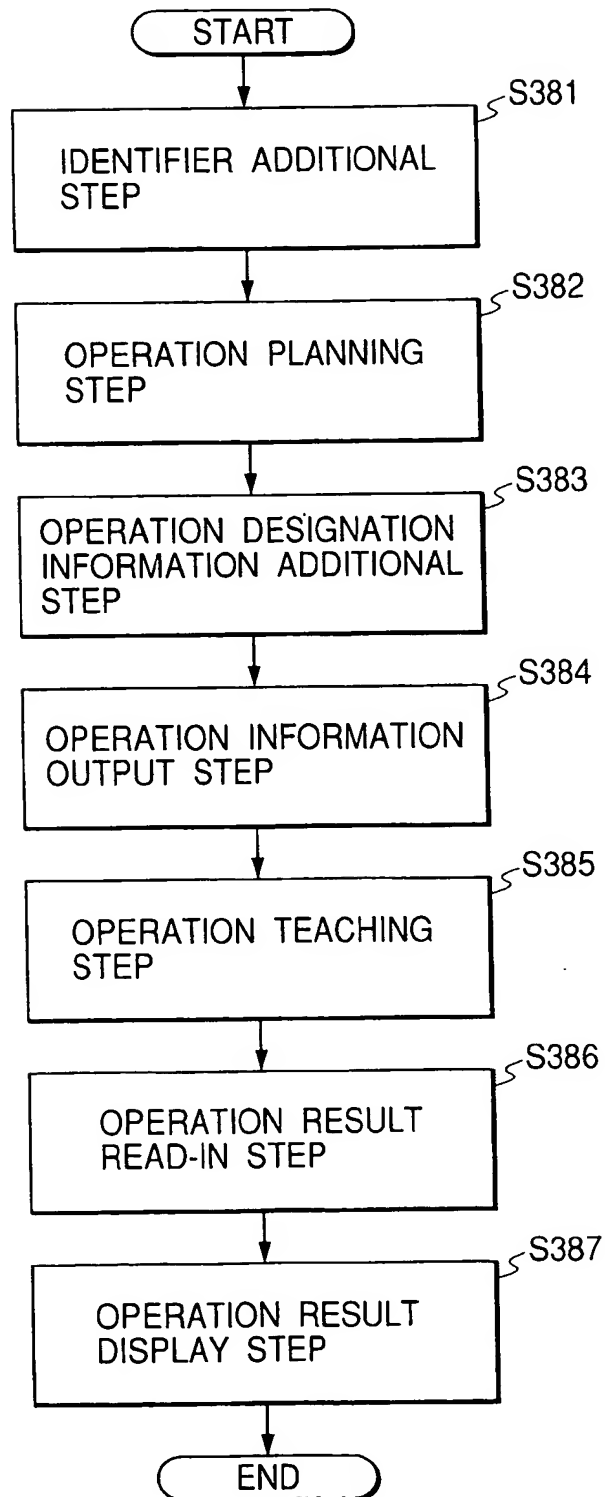 START
S381
IDENTIFIER ADDITIONAL
STEP
S382
OPERATION PLANNING
STEP
S383
OPERATION DESIGNATION
INFORMATION ADDITIONAL
STEP
S384
OPERATION INFORMATION
OUTPUT STEP
S385
OPERATION TEACHING
STEP
S386
OPERATION RESULT
READ-IN STEP
S387
OPERATION RESULT
DISPLAY STEP
END